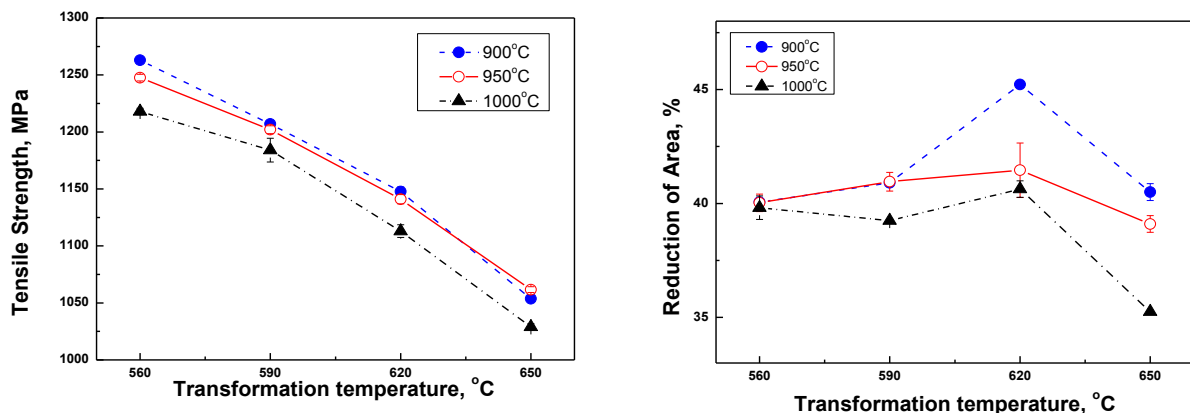 1300
1250
1200
1150
1100
1050
1000
Tensile Strength, MPa
900°C
950°C
1000°C
560 590 620 650
Transformation temperature, °C
45
40
35
Reduction of Area, %
900°C
950°C
1000°C
560 590 620 650
Transformation temperature, °C